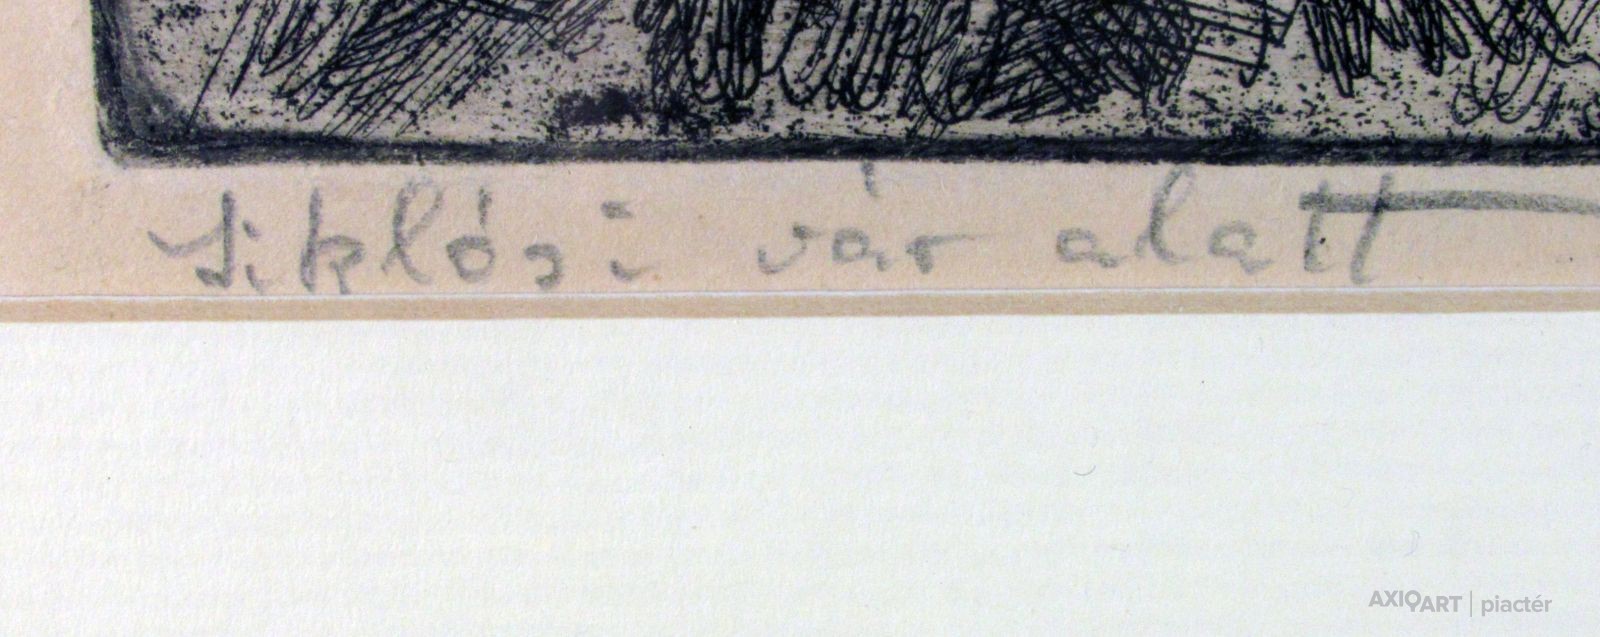 Siklósi vár alatt
AXIOART | piactér